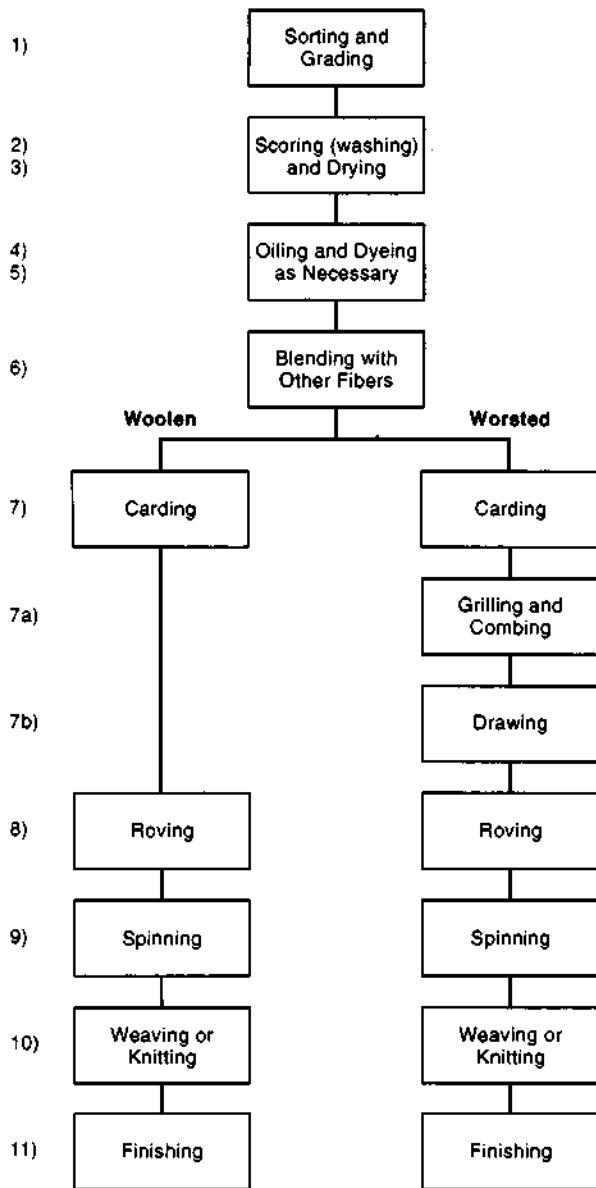 1)
Sorting and
Grading
2)
3)
Scoring (washing)
and Drying
4)
5)
Oiling and Dyeing
as Necessary
6)
Blending with
Other Fibers
Woolen
Worsted
7)
Carding
Carding
7a)
Grilling and
Combing
7b)
Drawing
8)
Roving
Roving
9)
Spinning
Spinning
10)
Weaving or
Knitting
Weaving or
Knitting
11)
Finishing
Finishing